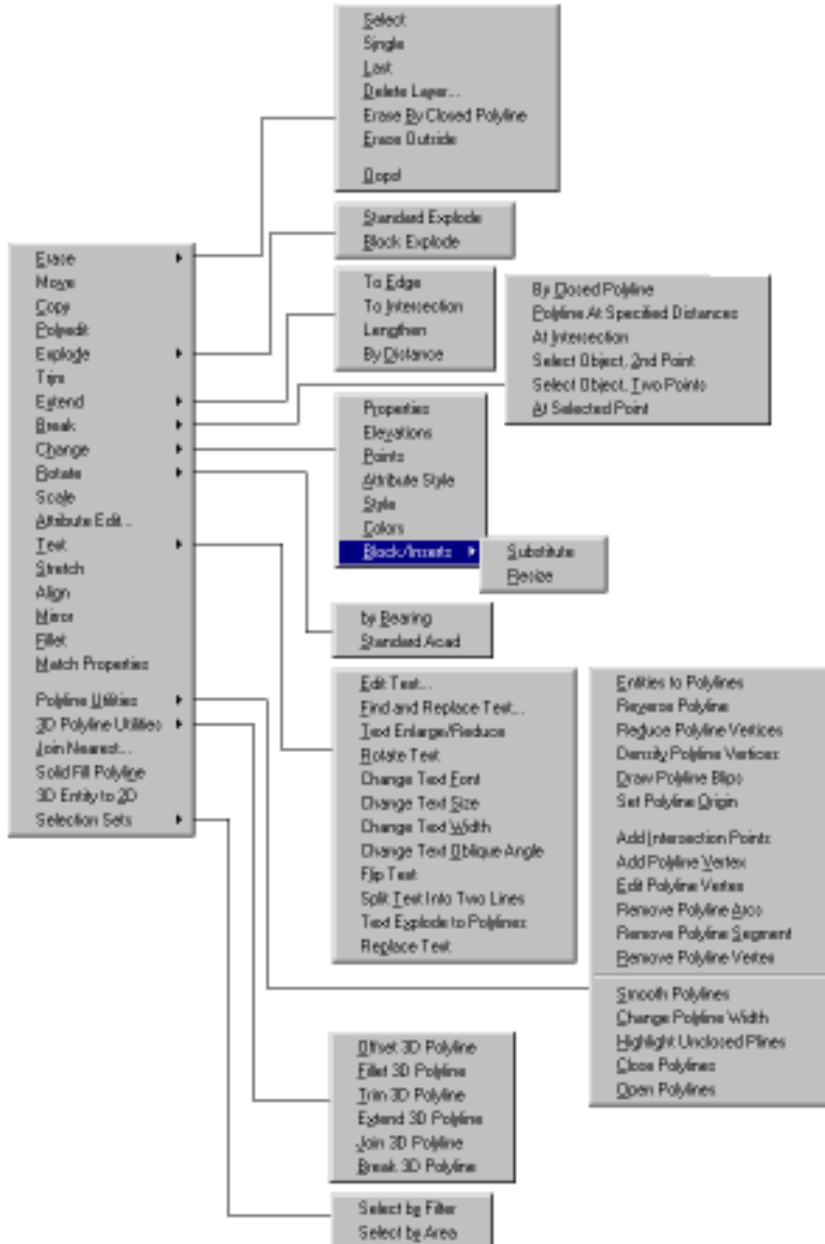 Select
Single
Last
Delete Layer...
Erase By Closed Polyline
Erase Outside
Oops!
Standard Explode
Block Explode
Erase
Move
Copy
Polyedit
Explode
Trim
Extend
Break
Change
Rotate
Scale
Attribute Edit...
Text
Stretch
Align
Mirror
Fillet
Match Properties
Polyline Utilities
3D Polyline Utilities
Join Nearest...
Solid Fill Polyline
3D Entity to 2D
Selection Sets
To Edge
To Intersection
Lengthen
By Distance
By Closed Polyline
Polyline At Specified Distances
At Intersection
Select Object, 2nd Point
Select Object, Two Points
At Selected Point
Properties
Elevations
Points
Attribute Style
Style
Colors
Block/Inserts
Substitute
Resize
by Bearing
Standard Acad
Edit Text...
Find and Replace Text...
Text Enlarge/Reduce
Rotate Text
Change Text Font
Change Text Size
Change Text Width
Change Text Oblique Angle
Flip Text
Split Text Into Two Lines
Text Explode to Polylines
Replace Text
Entities to Polylines
Reverse Polyline
Reduce Polyline Vertices
Densify Polyline Vertices
Draw Polyline Blips
Set Polyline Origin
Add Intersection Points
Add Polyline Vertex
Edit Polyline Vertex
Remove Polyline Arcs
Remove Polyline Segment
Remove Polyline Vertex
Smooth Polylines
Change Polyline Width
Highlight Unclosed Plines
Close Polylines
Open Polylines
Offset 3D Polyline
Fillet 3D Polyline
Trim 3D Polyline
Extend 3D Polyline
Join 3D Polyline
Break 3D Polyline
Select by Filter
Select by Area